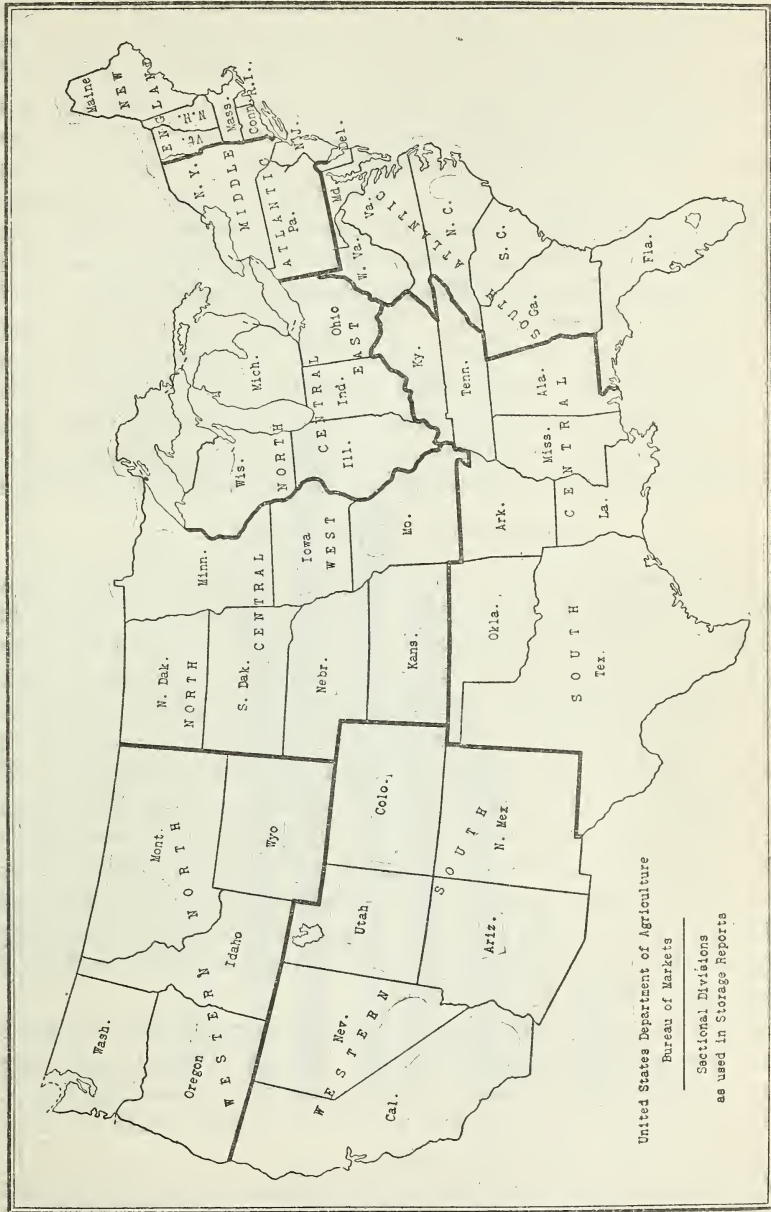 Wash.
Oregon
WESTERN
Idaho
Mont.
NORTH
Wyo
Cal.
Nev.
WESTERN
Utah
Ariz.
SOUTH
Colo.
N. Mex
N. Dak.
NORTH
S. Dak.
CENTRAL
Nebr.
Kans.
Minn.
Iowa
WEST
Mo.
Okla.
SOUTH
Tex.
Ark.
La.
CENTRAL
Miss.
Ala.
Tenn.
Ky.
Wis.
NORTH
Mich.
CENTRAL
Ill.
Ind.
EAST
Ohio
Maine
NEW
ENGLAND
Vt.
N.H.
Mass.
Conn.
R.I.
N. Y.
MIDDLE
ATLANTIC
Pa.
N.J.
Del.
Md.
W. Va.
Va.
ATLANTIC
N. C.
S. C.
SOUTH
Ga.
Fla.
United States Department of Agriculture
Bureau of Markets
Sectional Divisions
as used in Storage Reports